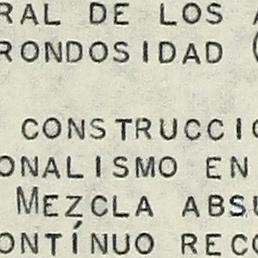 RAL DE LOS A
RONDOSIDAD (
CONSTRUCCIO
ONALISMO EN
MEZCLA ABSU
ONTÍNUO RECO